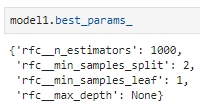 model1.best_params_
{'rfc__n_estimators': 1000,
'rfc__min_samples_split': 2,
'rfc__min_samples_leaf': 1,
'rfc__max_depth': None}